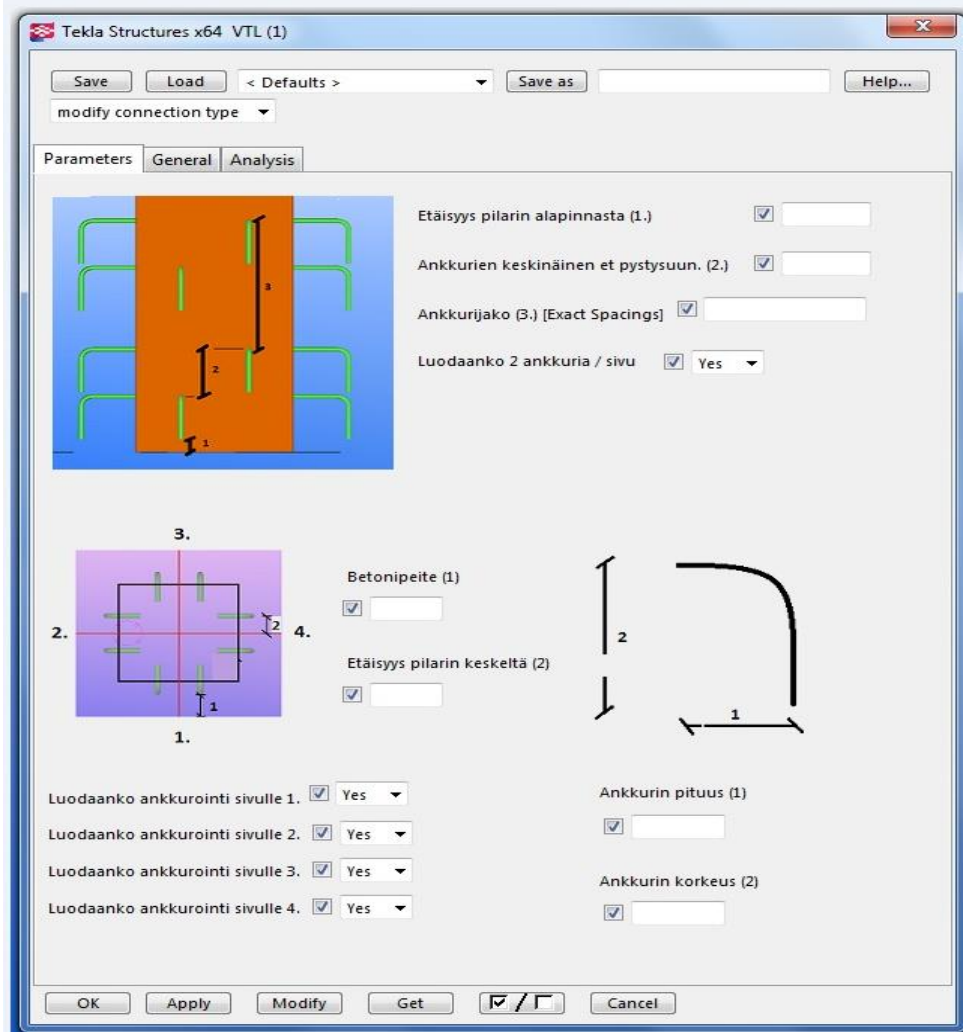 Tekla Structures x64 VTL (1)
Save Load < Defaults > Save as Help...
modify connection type
Parameters General Analysis
Etäisyys pilarin alapinnasta (1.)
Ankkurien keskinäinen et pystysuun. (2.)
Ankkurijako (3.) [Exact Spacings]
Luodaanko 2 ankkuria / sivu Yes
3
2
1
3.
2.
4.
1.
2
1
Betonipeite (1)
Etäisyys pilarin keskeltä (2)
2
1
Luodaanko ankkurointi sivulle 1. Yes
Luodaanko ankkurointi sivulle 2. Yes
Luodaanko ankkurointi sivulle 3. Yes
Luodaanko ankkurointi sivulle 4. Yes
Ankkurin pituus (1)
Ankkurin korkeus (2)
OK Apply Modify Get / Cancel